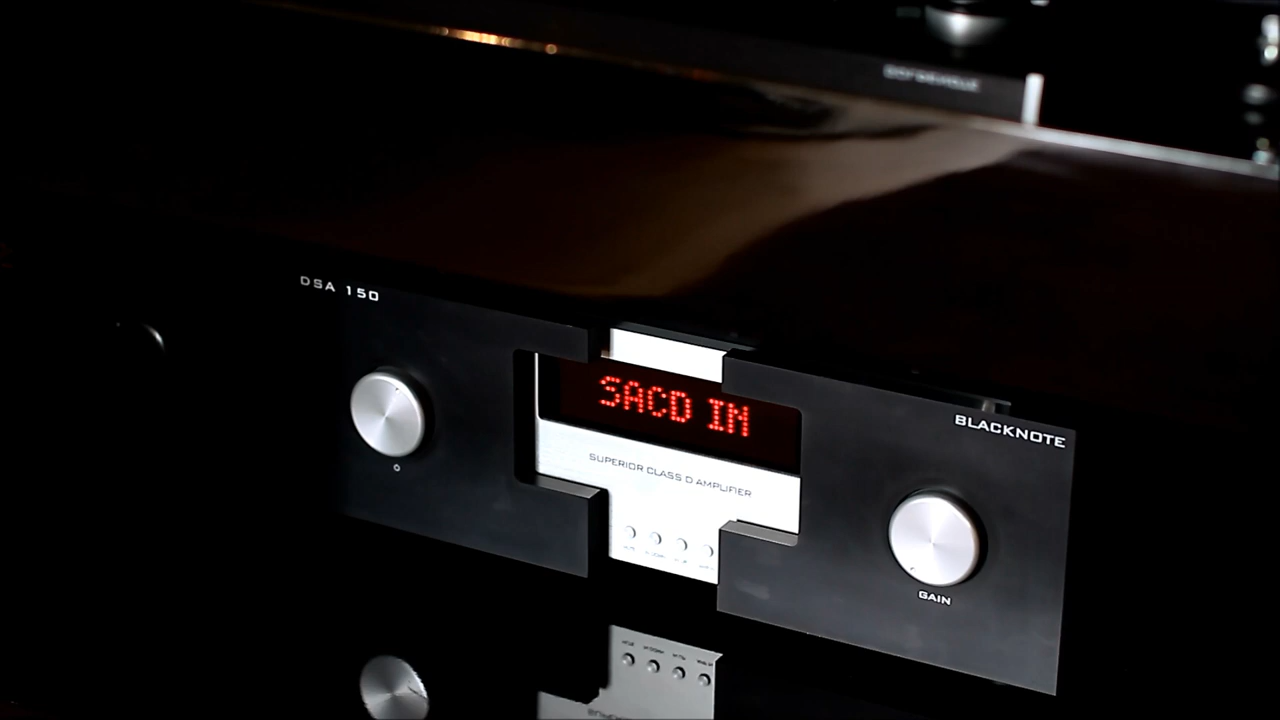 DSA 150
SACD IN
BLACKNOTE
SUPERIOR CLASS D AMPLIFIER
GAIN